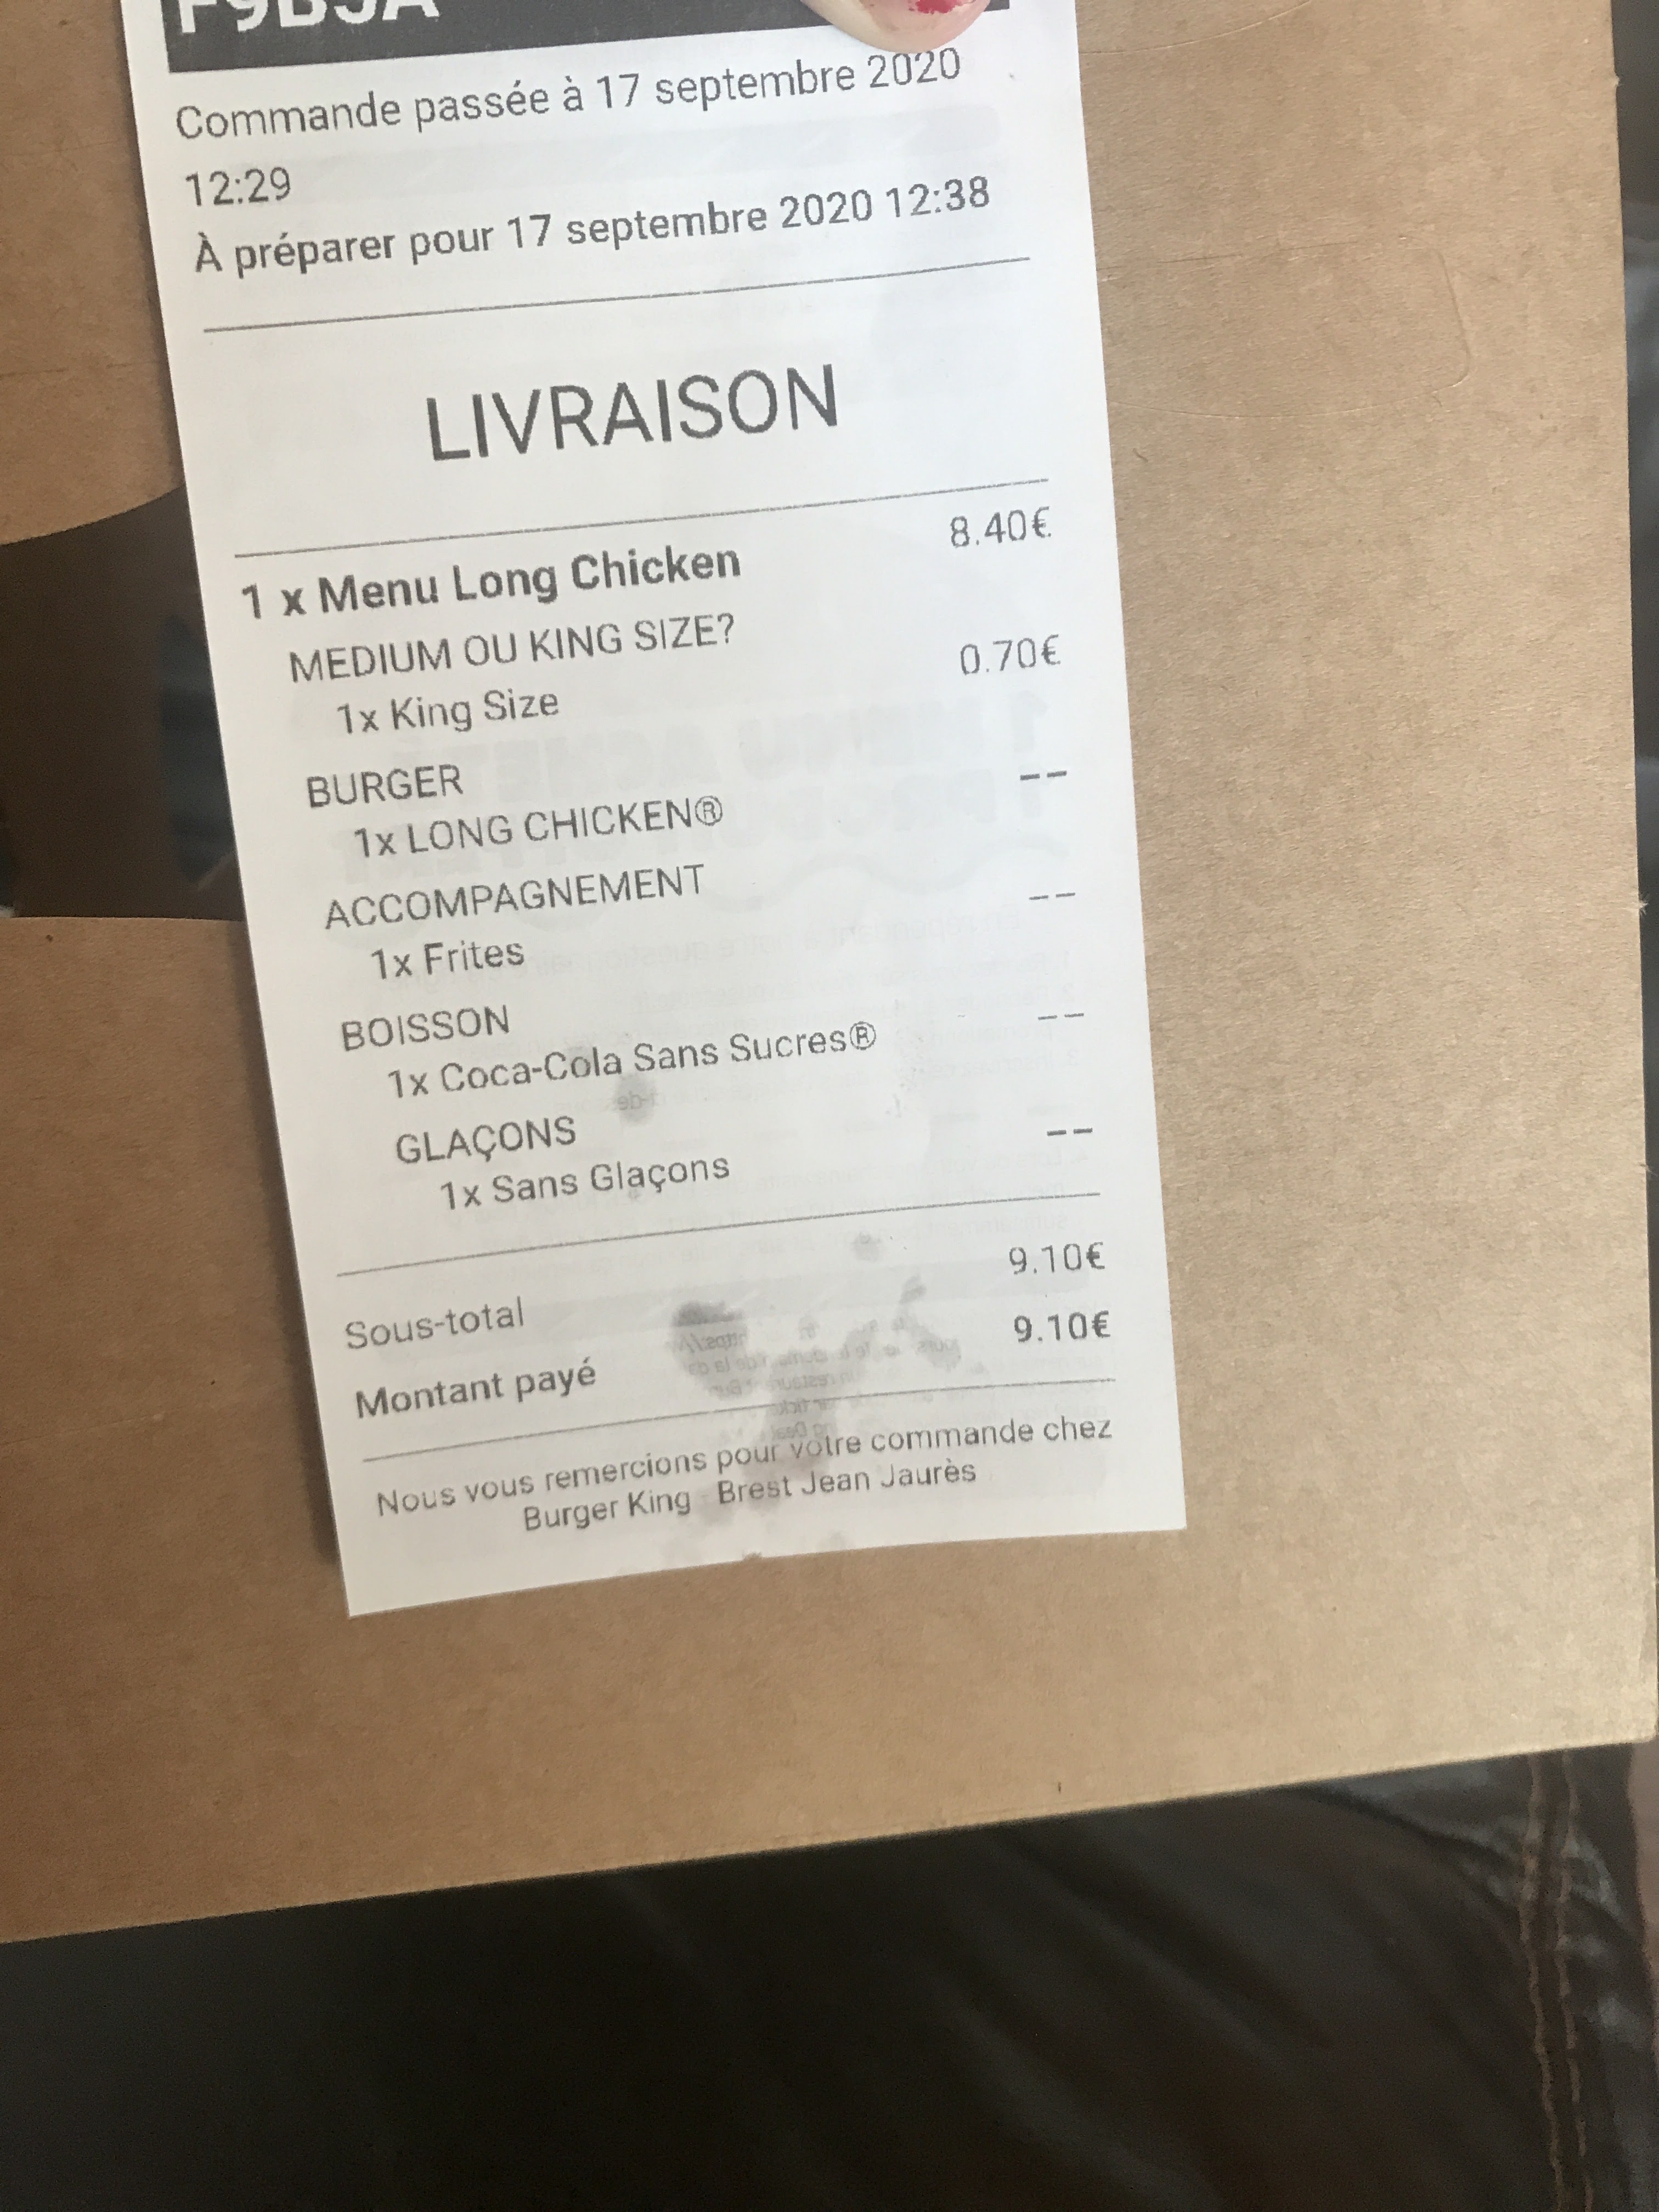 Commande passée à 17 septembre 2020
12:29
À préparer pour 17 septembre 2020 12:38
LIVRAISON
1 x Menu Long Chicken 8.40€
MEDIUM OU KING SIZE?
1x King Size 0.70€
BURGER
1x LONG CHICKEN® --
ACCOMPAGNEMENT
1x Frites --
BOISSON
1x Coca-Cola Sans Sucres® --
GLAÇONS
1x Sans Glaçons --
Sous-total 9.10€
Montant payé 9.10€
Nous vous remercions pour votre commande chez
Burger King Brest Jean Jaurès